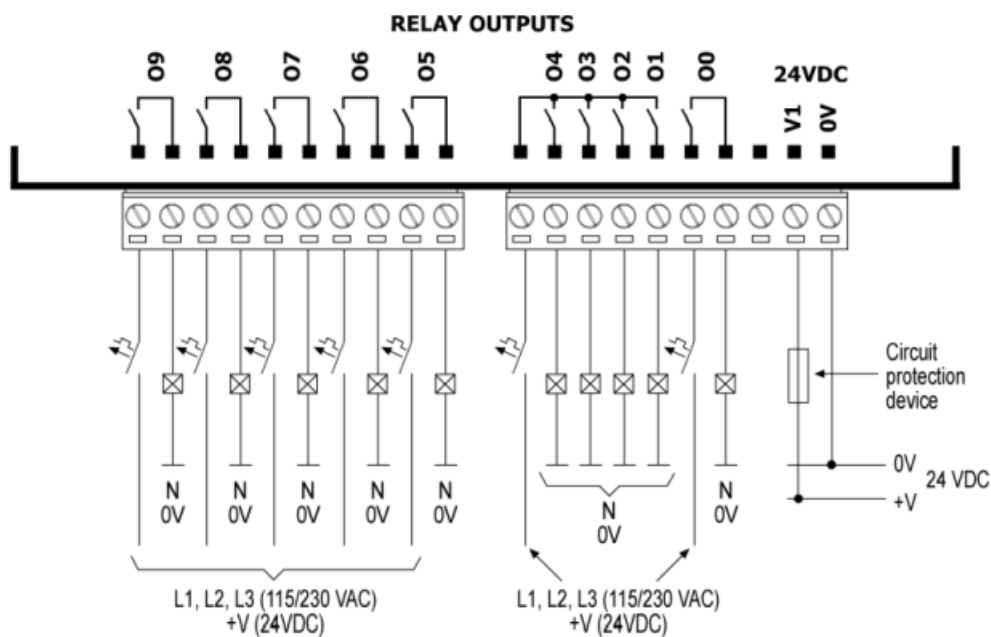 RELAY OUTPUTS
O9 O8 O7 O6 O5 O4 O3 O2 O1 O0 24VDC
V1 0V
Circuit
protection
device
0V
24 VDC
+V
N N N N N N
0V 0V 0V 0V 0V 0V
N
0V
L1, L2, L3 (115/230 VAC)
+V (24VDC)
L1, L2, L3 (115/230 VAC)
+V (24VDC)